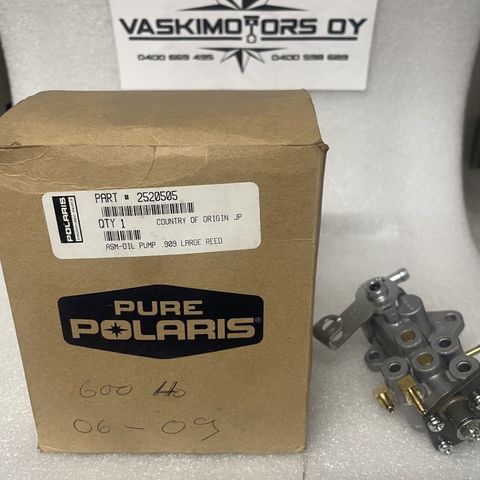 VASKIMOTORS OY
0400 669 495
0400 598 689
POLARIS
PART # 2520505
QTY 1
COUNTRY OF ORIGIN JP
ASM-OIL PUMP .909 LARGE REED
PURE
POLARIS
600 HO
06-09